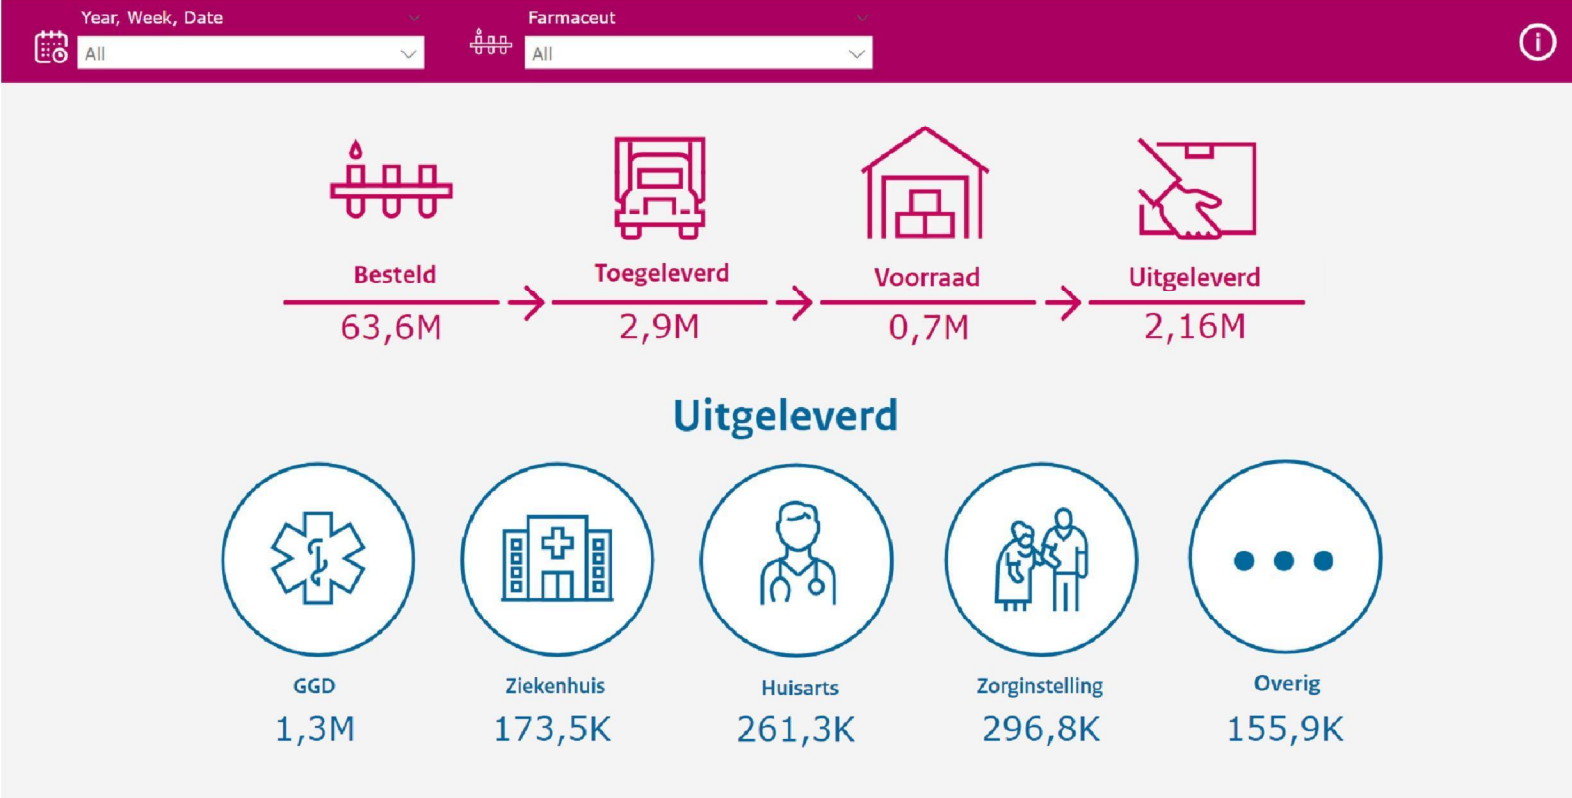 Year, Week, Date
All
Farmaceut
All
Besteld
Toegeleverd
Voorraad
Uitgeleverd
63,6M
2,9M
0,7M
2,16M
Uitgeleverd
GGD
Ziekenhuis
Huisarts
Zorginstelling
Overig
1,3M
173,5K
261,3K
296,8K
155,9K